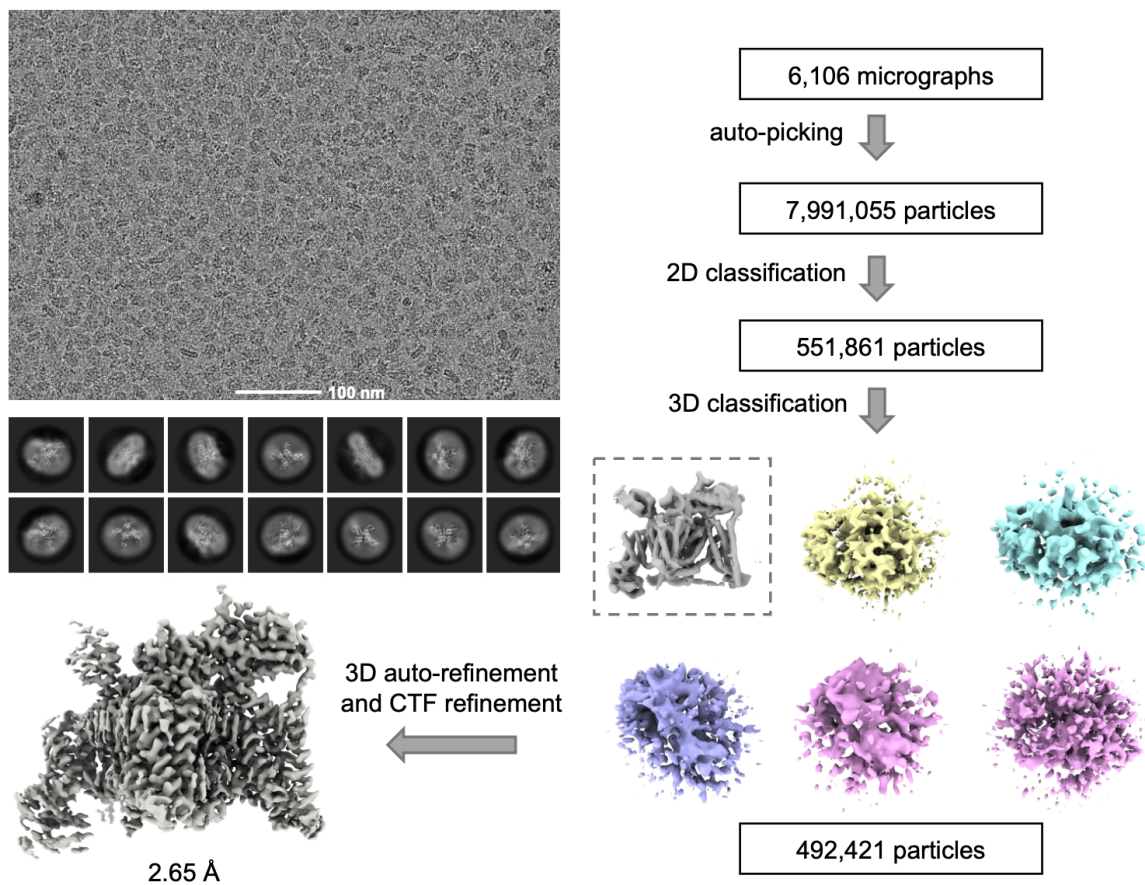 100 nm
6,106 micrographs
auto-picking
7,991,055 particles
2D classification
551,861 particles
3D classification
492,421 particles
3D auto-refinement
and CTF refinement
2.65 Å